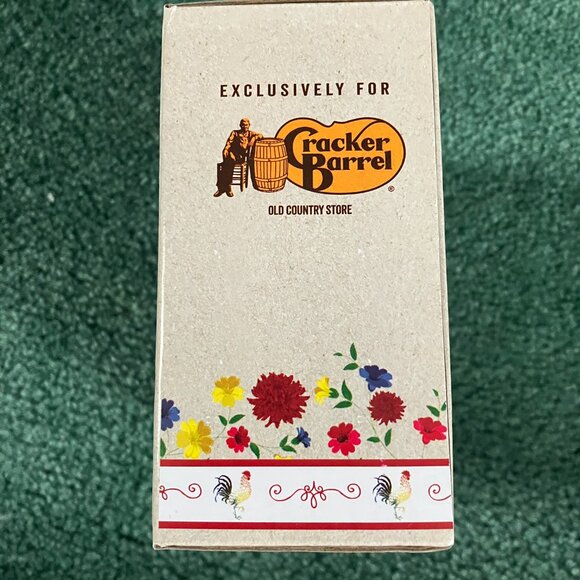 EXCLUSIVELY FOR
Cracker
Barrel
®
OLD COUNTRY STORE